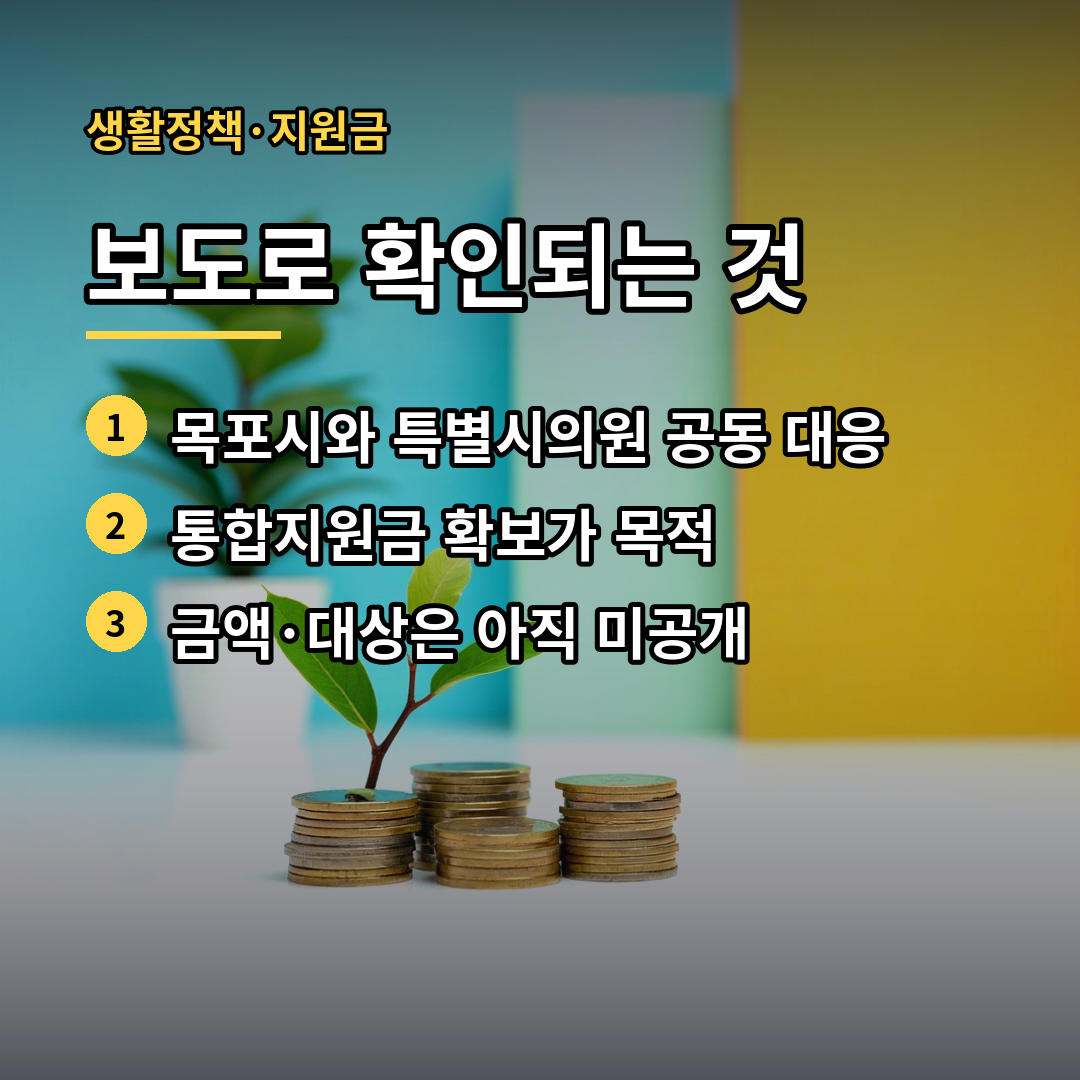 생활정책·지원금
보도로 확인되는 것
1 목포시와 특별시의원 공동 대응
2 통합지원금 확보가 목적
3 금액·대상은 아직 미공개